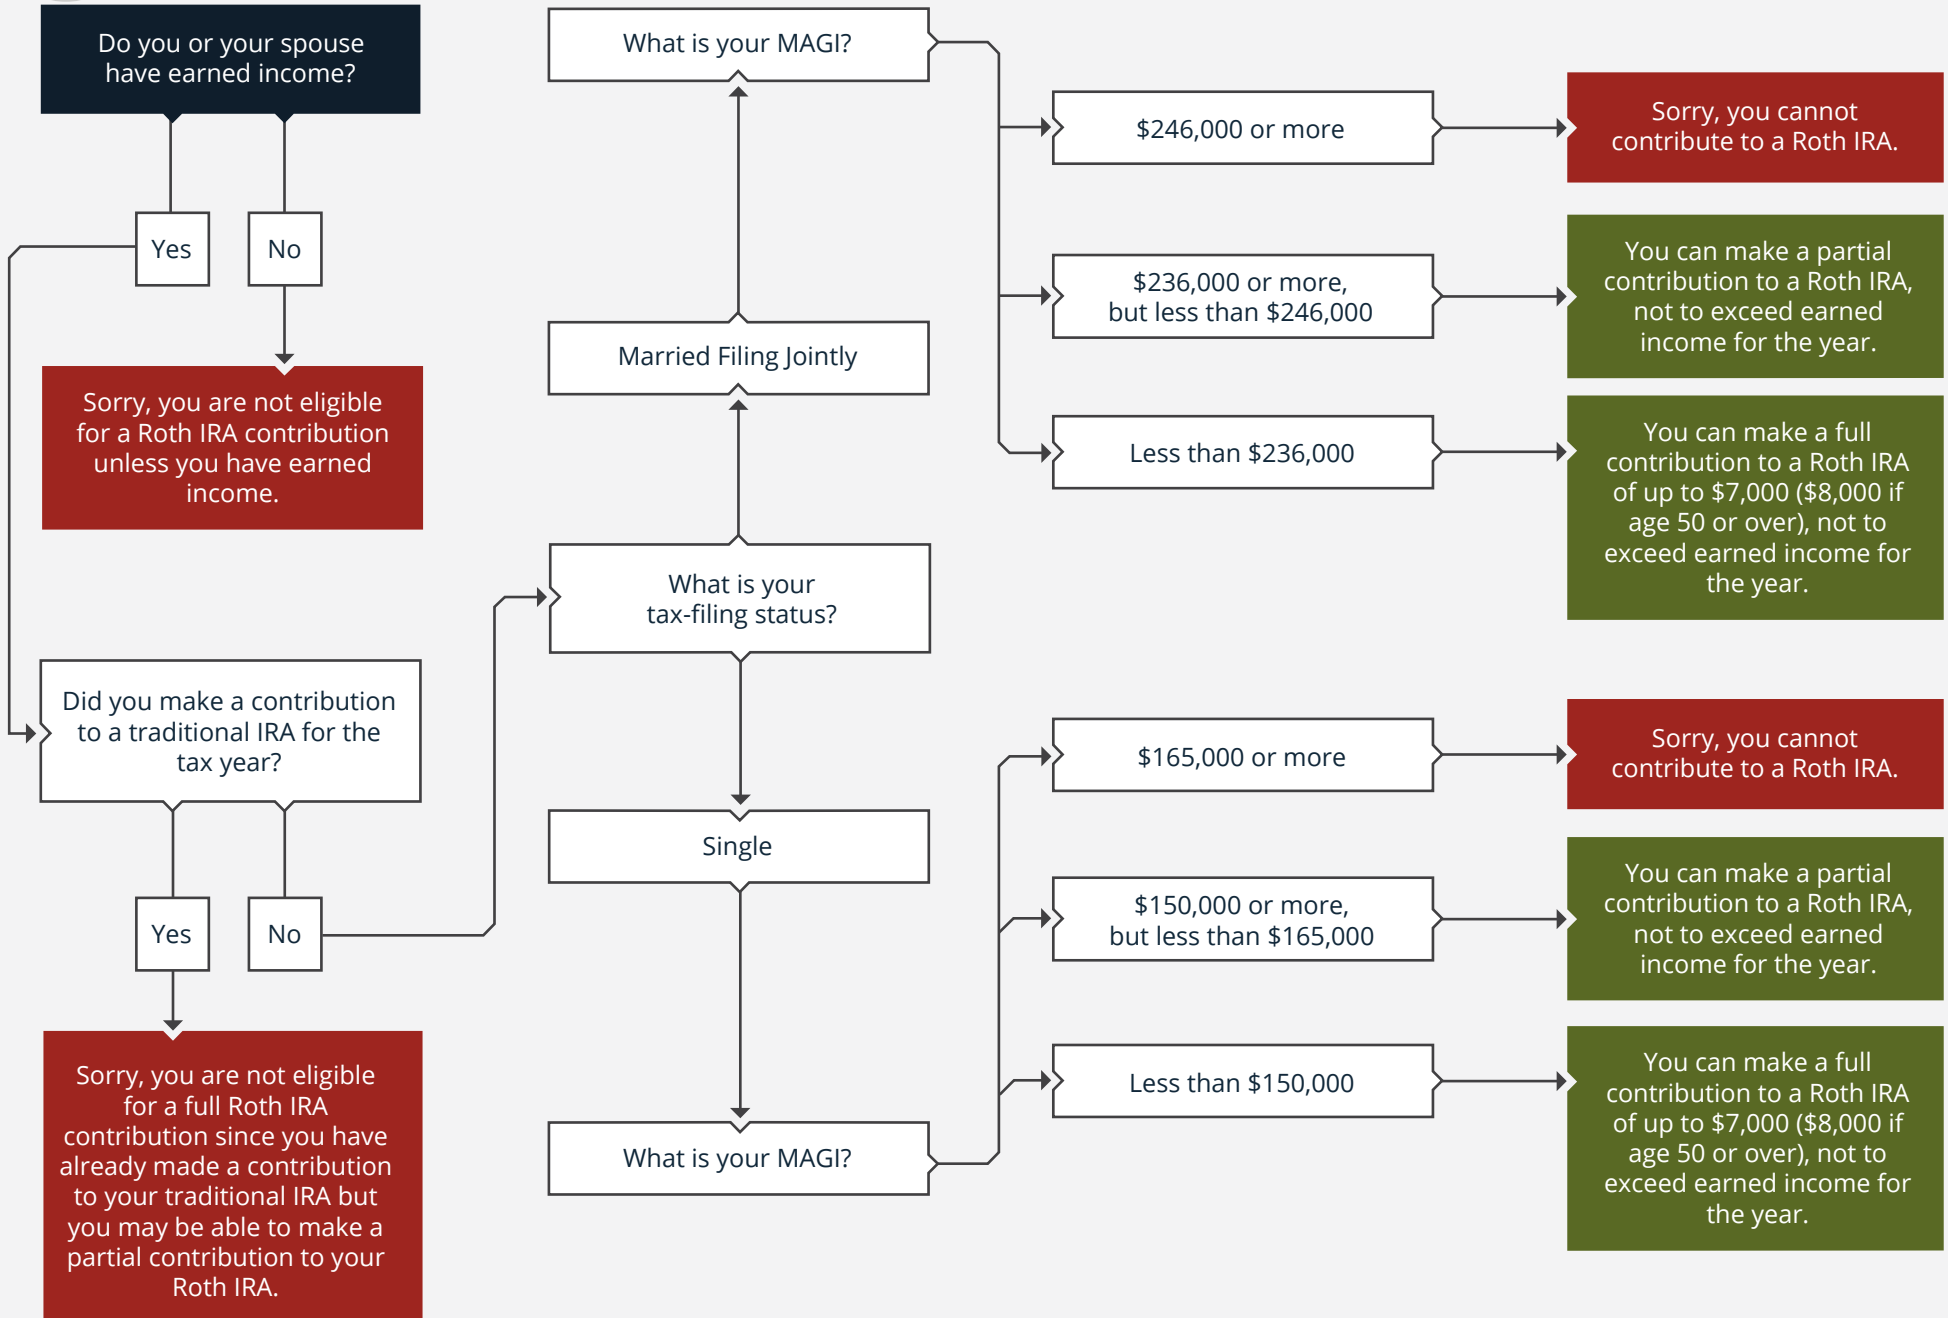 Do you or your spouse
have earned income?
Yes
No
Sorry, you are not eligible
for a Roth IRA contribution
unless you have earned
income.
Did you make a contribution
to a traditional IRA for the
tax year?
Yes
No
Sorry, you are not eligible
for a full Roth IRA
contribution since you have
already made a contribution
to your traditional IRA but
you may be able to make a
partial contribution to your
Roth IRA.
What is your MAGI?
Married Filing Jointly
What is your
tax-filing status?
Single
What is your MAGI?
$246,000 or more
$236,000 or more,
but less than $246,000
Less than $236,000
$165,000 or more
$150,000 or more,
but less than $165,000
Less than $150,000
Sorry, you cannot
contribute to a Roth IRA.
You can make a partial
contribution to a Roth IRA,
not to exceed earned
income for the year.
You can make a full
contribution to a Roth IRA
of up to $7,000 ($8,000 if
age 50 or over), not to
exceed earned income for
the year.
Sorry, you cannot
contribute to a Roth IRA.
You can make a partial
contribution to a Roth IRA,
not to exceed earned
income for the year.
You can make a full
contribution to a Roth IRA
of up to $7,000 ($8,000 if
age 50 or over), not to
exceed earned income for
the year.